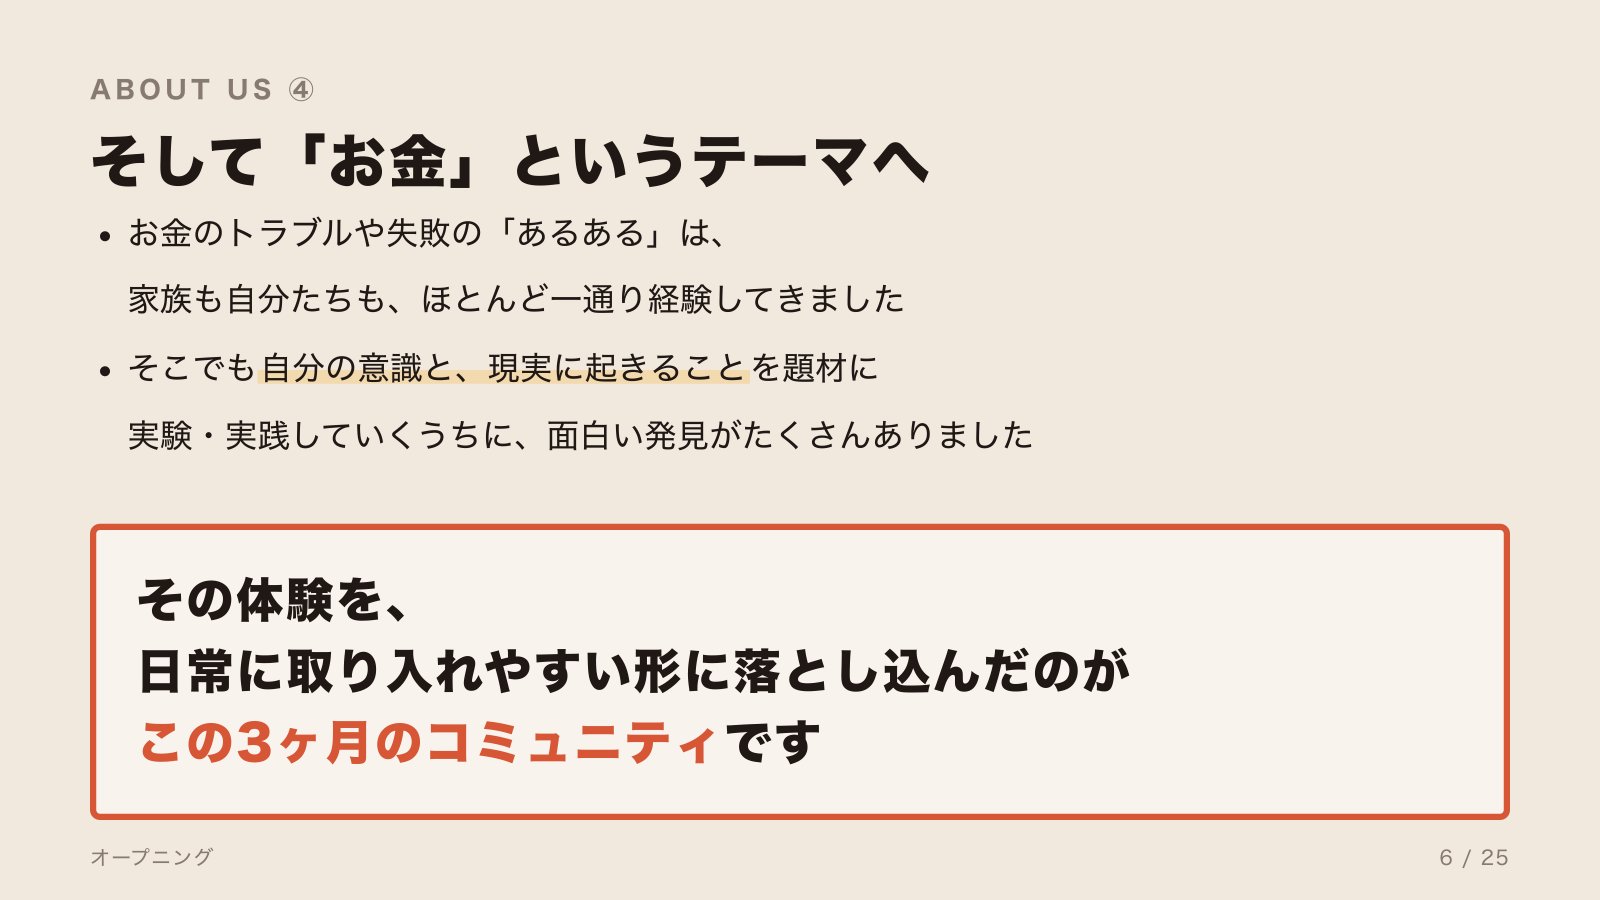 ABOUT US ④
そして「お金」というテーマへ
• お金のトラブルや失敗の「あるある」は、
家族も自分たちも、ほとんど一通り経験してきました
• そこでも自分の意識と、現実に起きることを題材に
実験・実践していくうちに、面白い発見がたくさんありました
その体験を、
日常に取り入れやすい形に落とし込んだのが
この3ヶ月のコミュニティです
オープニング
6 / 25